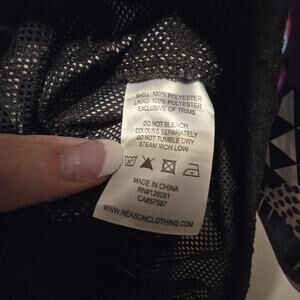 SHELL: 100% POLYESTER
LINING: 100% POLYESTER
EXCLUSIVE OF TRIMS
DO NOT BLEACH
COLOURS SEPARATELY
DO NOT TUMBLE DRY
STEAM IRON LOW
MADE IN CHINA
RN#128081
CA#57587
WWW.REASONCLOTHING.COM